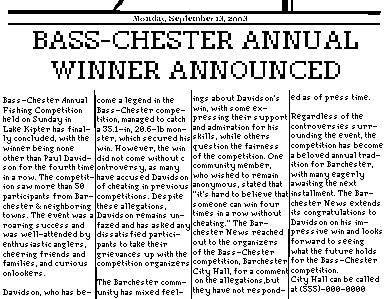 Monday, September 13, 2003
BASS-CHESTER ANNUAL
WINNER ANNOUNCED
Bass-Chester Annual
Fishing Competition
held on Sunday in
Lake Kipter has final-
ly concluded, with the
winner being none
other than Paul David-
son for the fourth time
in a row. The competit-
ion saw more than 50
participants from Bar-
chester & neighboring
towns. The event was a
roaring success and
was well-attended by
enthusiastic anglers,
cheering friends and
families, and curious
onlookers.
Davidson, who has be-
come a legend in the
Bass-Chester compe-
tition, managed to catch
a 35.1-in, 20.6-lb mon-
ster, which secured his
win. However, the win
did not come without c
ontroversy, as many
have accused Davidson
of cheating in previous
competitions. Despite
these allegations,
Davidson remains un-
fazed and has asked any
dissatisfied partici-
pants to take their
grievances up with the
competition organizers
The Barchester comm-
unity has mixed feel-
ings about Davidson's
win, with some ex-
pressing their support
and admiration for his
skills, while others
question the fairness
of the competition. One
community member,
who wished to remain
anonymous, stated that
"it's hard to believe that
someone can win four
times in a row without
cheating." The Bar-
chester News reached
out to the organizers
of the Bass-Chester
competition, Barchester
City Hall, for a comment
on the allegations, but
they have not respond-
ed as of press time.
Regardless of the
controversies surr-
ounding the event, the
competition has become
a beloved annual trad-
ition for Barchester,
with many eagerly
awaiting the next
installment. The Bar-
chester News extends
its congratulations to
Davidson on his im-
pressive win and looks
forward to seeing
what the future holds
for the Bass-Chester
competition.
City Hall can be called
at (555)-000-0000